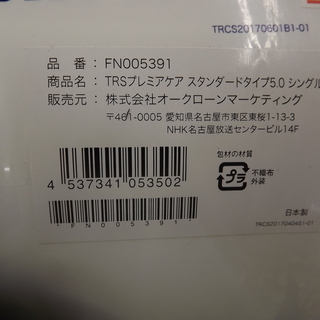 TRCS20170601B1-01
品 番： FN005391
商品名： TRSプレミアケア スタンダードタイプ5.0 シングル
販売元： 株式会社オークローンマーケティング
〒461-0005 愛知県名古屋市東区東桜1-13-3
NHK名古屋放送センタービル14F
包材の材質
プラ
不織布
外装
4 537341 053502
FN005391
日本製
TRCS20170404G1-01